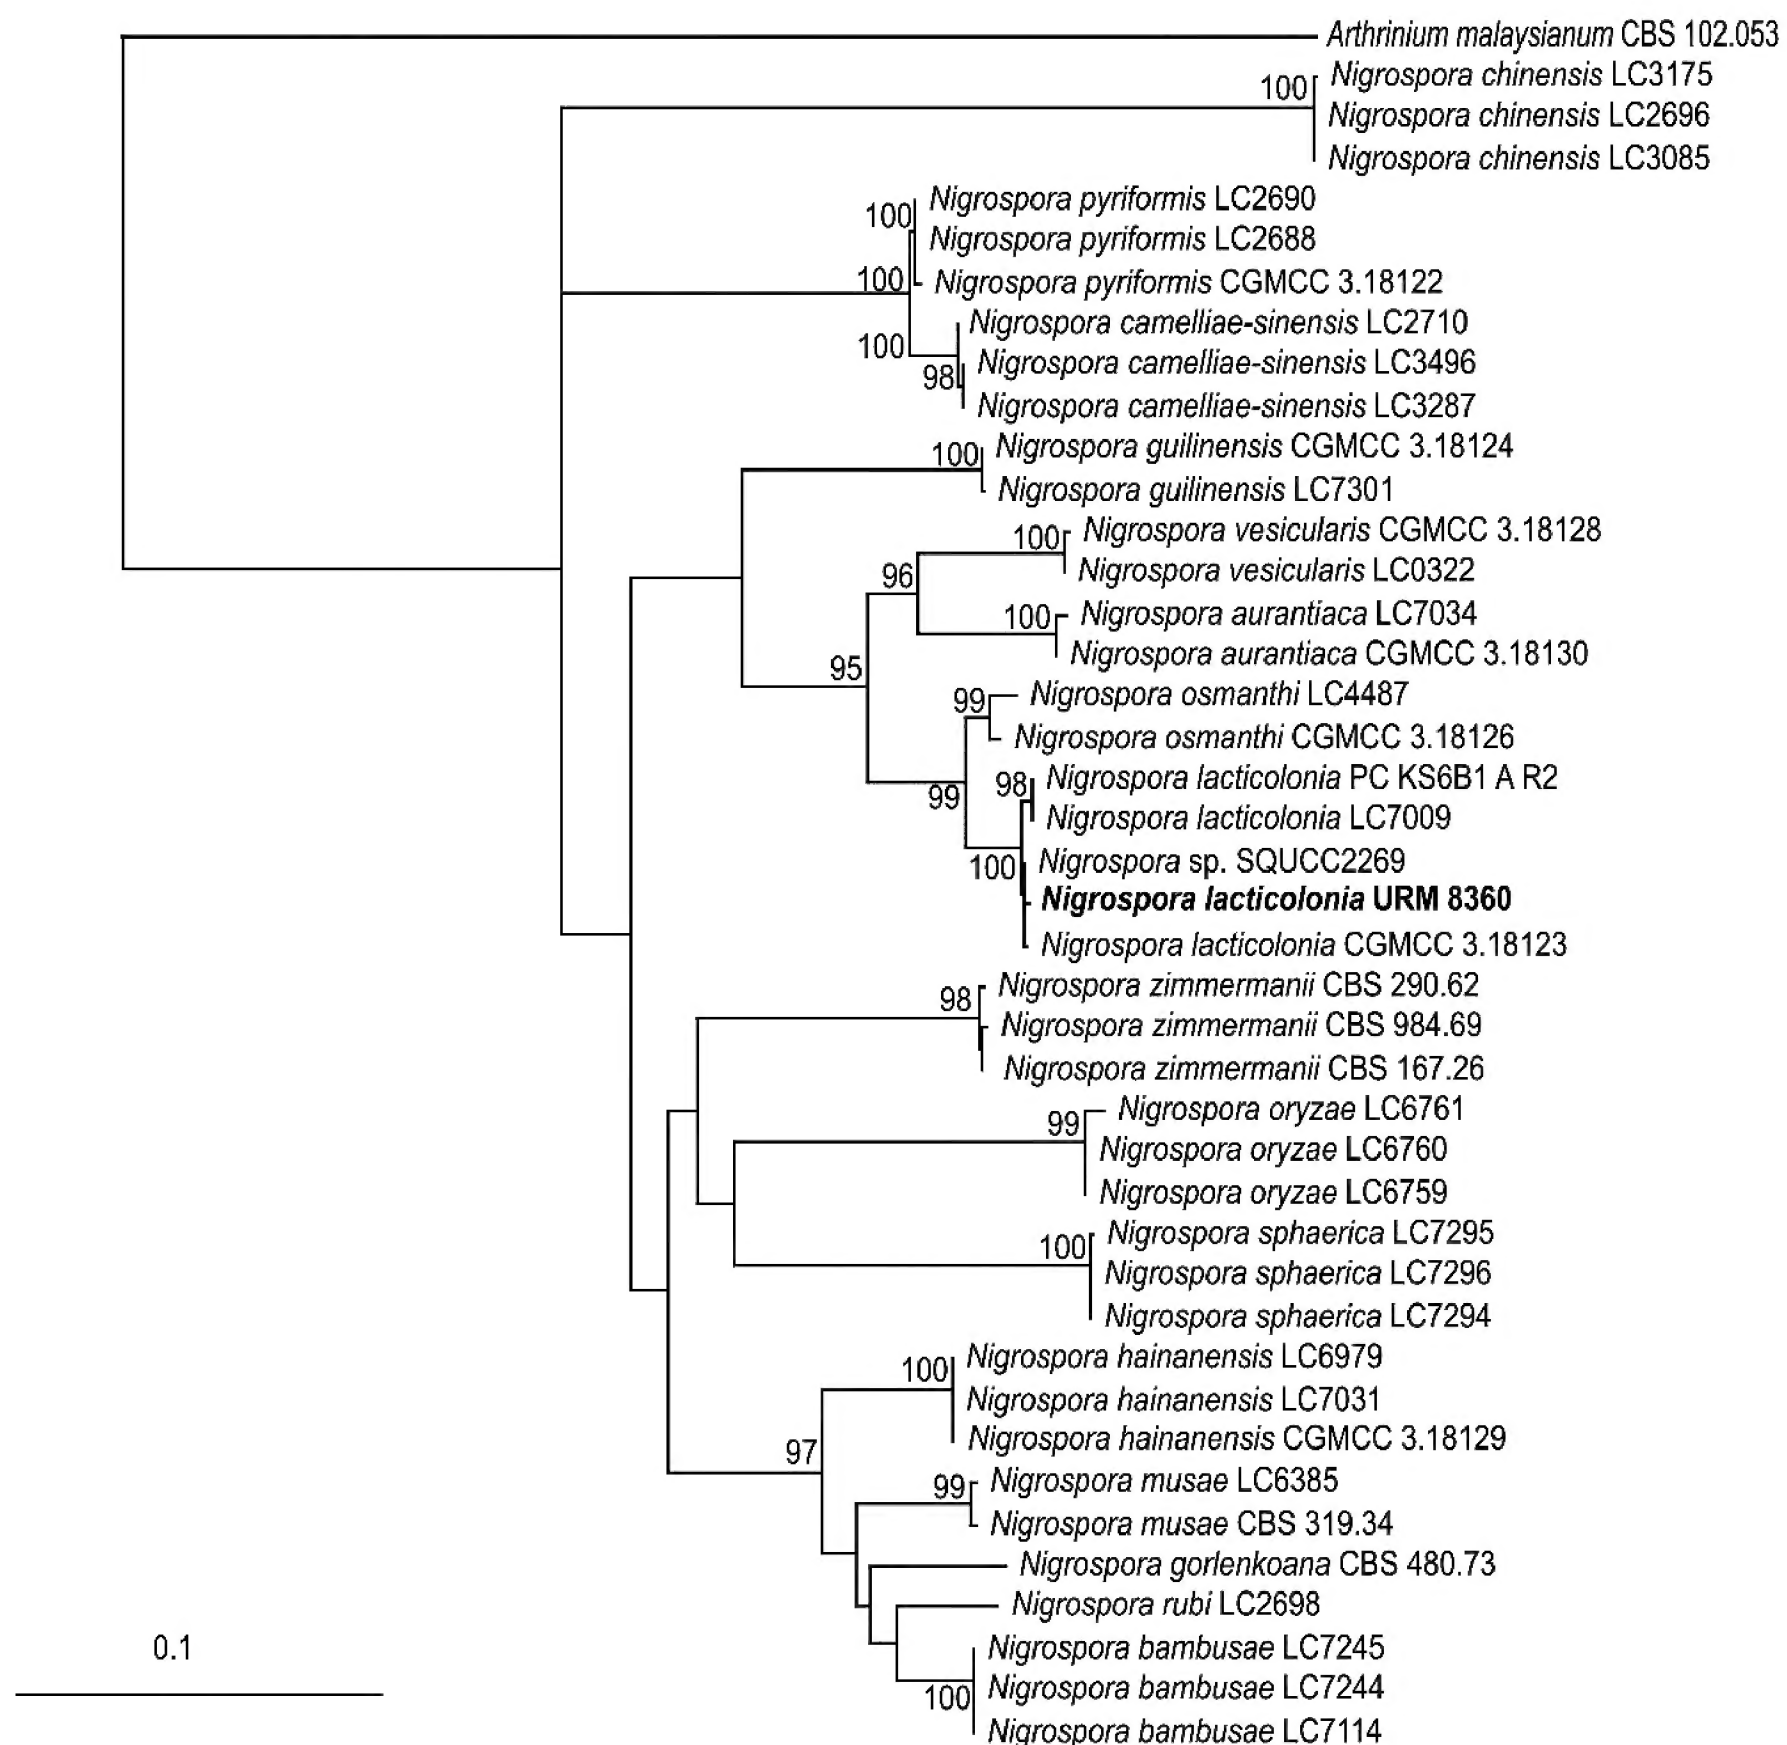 Arthrinium malaysianum CBS 102.053
100
Nigrospora chinensis LC3175
Nigrospora chinensis LC2696
Nigrospora chinensis LC3085
Nigrospora pyriformis LC2690
100
Nigrospora pyriformis LC2688
100
Nigrospora pyriformis CGMCC 3.18122
Nigrospora camelliae-sinensis LC2710
100
Nigrospora camelliae-sinensis LC3496
98
Nigrospora camelliae-sinensis LC3287
100
Nigrospora guilinensis CGMCC 3.18124
Nigrospora guilinensis LC7301
100
Nigrospora vesicularis CGMCC 3.18128
Nigrospora vesicularis LC0322
96
100
Nigrospora aurantiaca LC7034
Nigrospora aurantiaca CGMCC 3.18130
95
99
Nigrospora osmanthi LC4487
Nigrospora osmanthi CGMCC 3.18126
98
Nigrospora lacticolonia PC KS6B1 A R2
99
Nigrospora lacticolonia LC7009
100
Nigrospora sp. SQUCC2269
Nigrospora lacticolonia URM 8360
Nigrospora lacticolonia CGMCC 3.18123
98
Nigrospora zimmermanii CBS 290.62
Nigrospora zimmermanii CBS 984.69
Nigrospora zimmermanii CBS 167.26
99
Nigrospora oryzae LC6761
Nigrospora oryzae LC6760
Nigrospora oryzae LC6759
100
Nigrospora sphaerica LC7295
Nigrospora sphaerica LC7296
Nigrospora sphaerica LC7294
100
Nigrospora hainanensis LC6979
Nigrospora hainanensis LC7031
Nigrospora hainanensis CGMCC 3.18129
97
99
Nigrospora musae LC6385
Nigrospora musae CBS 319.34
Nigrospora gorlenkoana CBS 480.73
Nigrospora rubi LC2698
0.1
Nigrospora bambusae LC7245
Nigrospora bambusae LC7244
100
Nigrospora bambusae LC7114